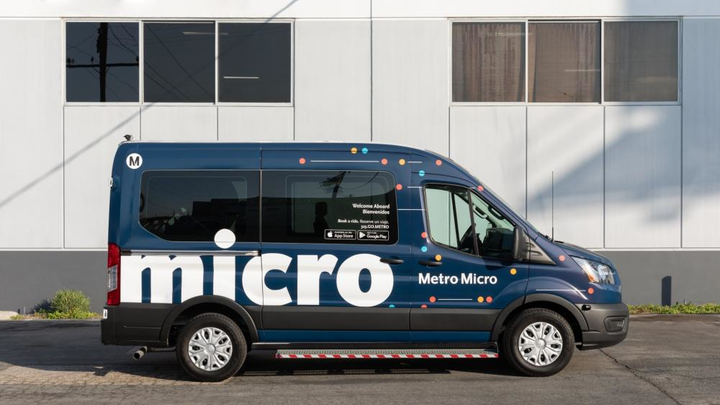 M
Welcome Aboard
Bienvenidos
Book a ride. Reserve un viaje.
App Store
Google Play
micro
Metro Micro